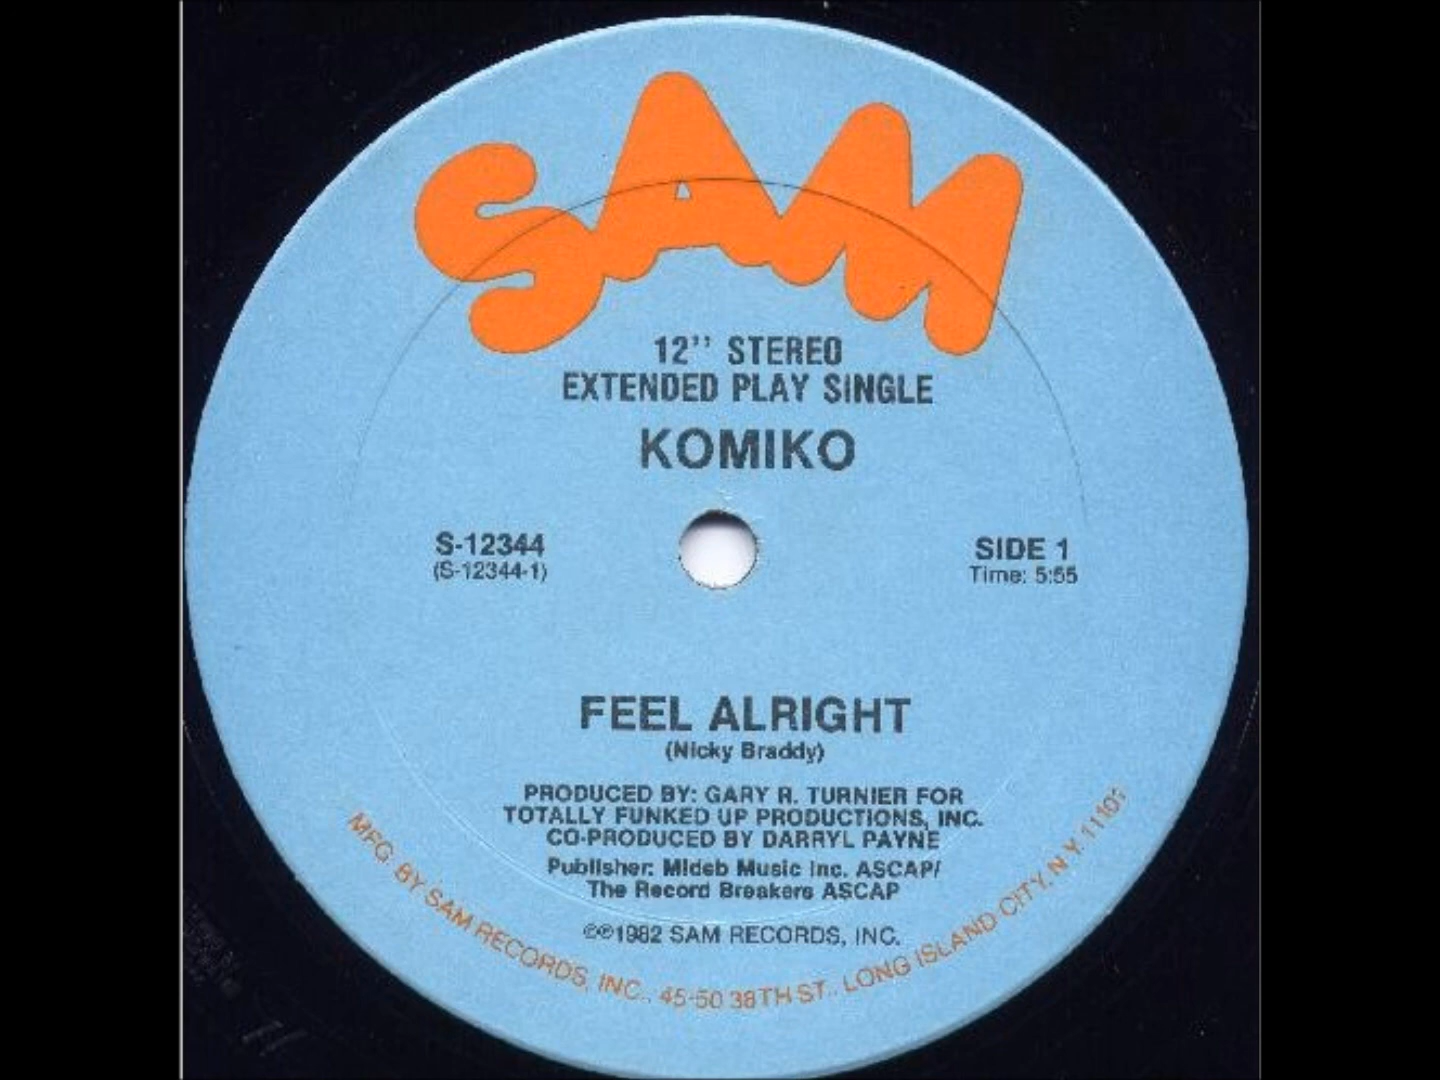 SAM
12'' STEREO
EXTENDED PLAY SINGLE
KOMIKO
S-12344
(S-12344-1)
SIDE 1
Time: 5:55
FEEL ALRIGHT
(Nicky Braddy)
PRODUCED BY: GARY R. TURNIER FOR
TOTALLY FUNKED UP PRODUCTIONS, INC.
CO-PRODUCED BY DARRYL PAYNE
Publisher: Mideb Music Inc. ASCAP/
The Record Breakers ASCAP
©℗1982 SAM RECORDS, INC.
MFG. BY SAM RECORDS, INC., 45-50 38TH ST., LONG ISLAND CITY, N.Y. 11101